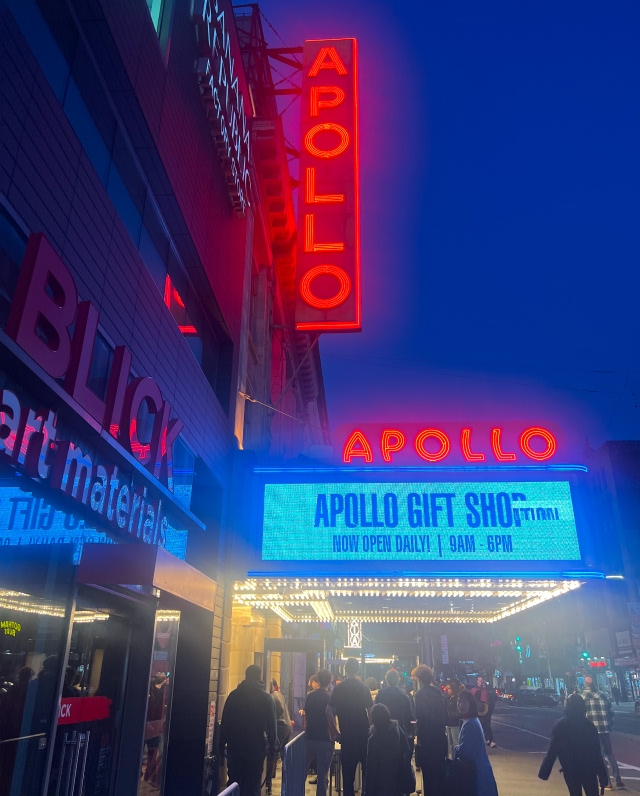 APOLLO
BLICK
art materials
APOLLO
APOLLO GIFT SHOP
NOW OPEN DAILY! | 9AM - 6PM